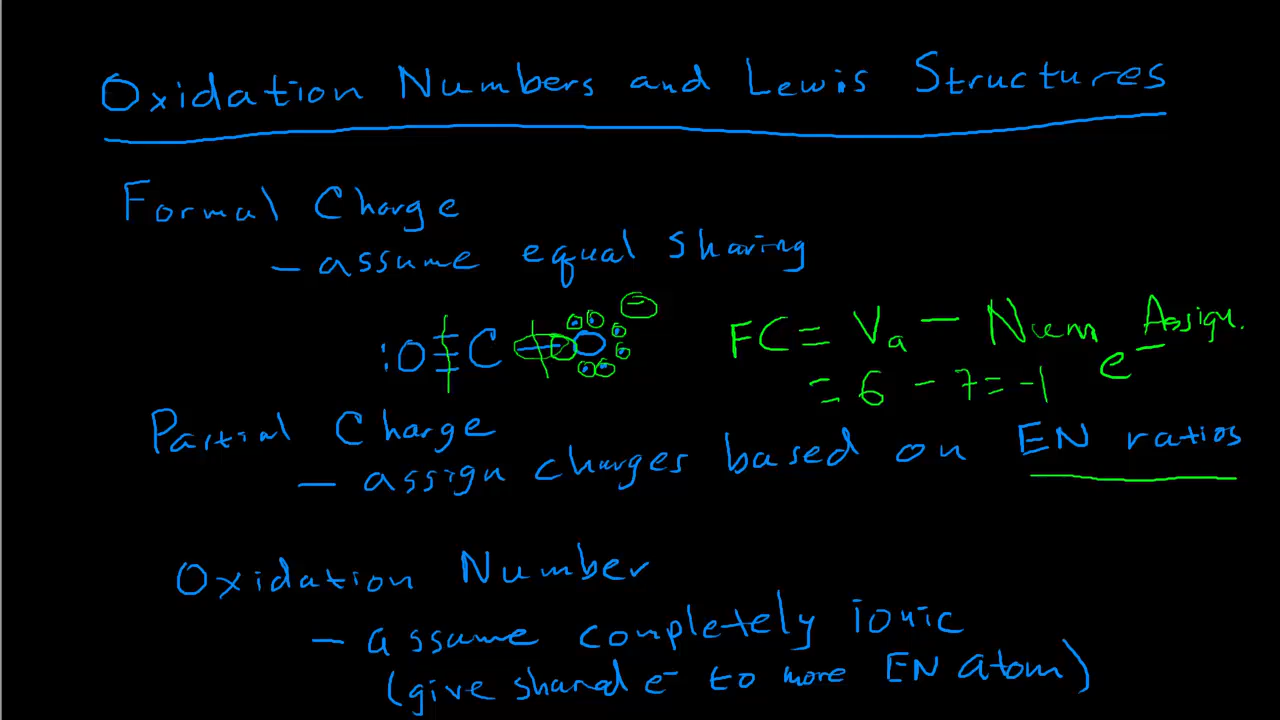 Oxidation Numbers and Lewis Structures
Formal Charge
- assume equal sharing
:O≡C-O ⊖
FC = Va - Num Assign. e-
= 6 - 7 = -1
Partial Charge
- assign charges based on EN ratios
Oxidation Number
- assume completely ionic
(give shared e- to more EN atom)